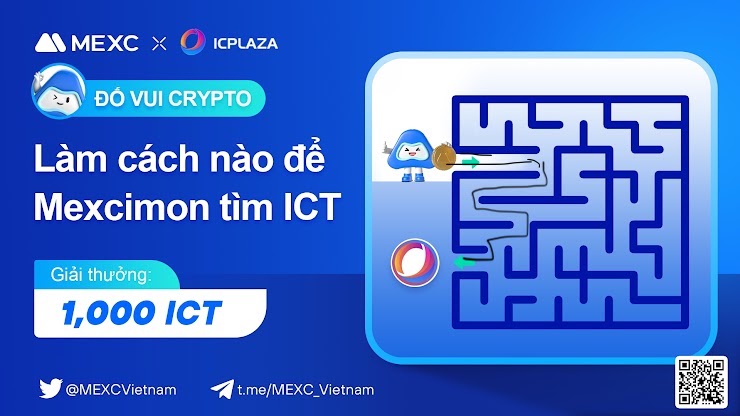 MEXC × ICPLAZA
ĐỐ VUI CRYPTO
Làm cách nào để
Mexcimon tìm ICT
Giải thưởng:
1,000 ICT
@MEXCVietnam
t.me/MEXC_Vietnam